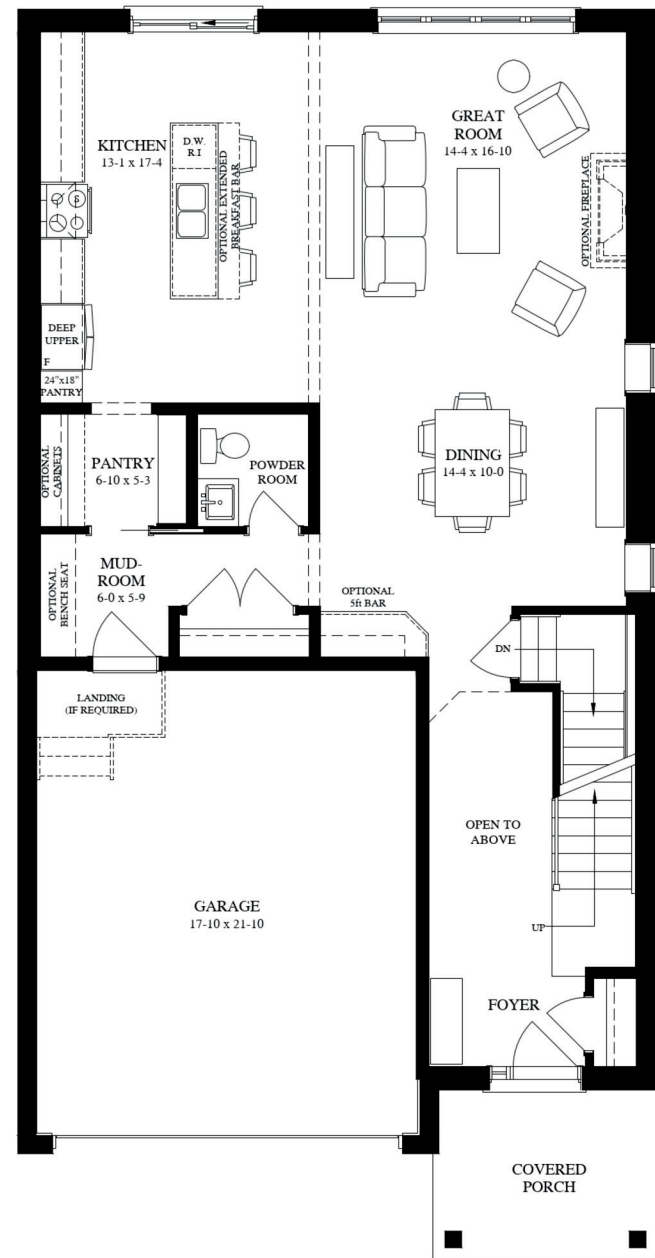 KITCHEN
13-1 x 17-4
D.W.
R.I
OPTIONAL EXTENDED
BREAKFAST BAR
GREAT
ROOM
14-4 x 16-10
OPTIONAL FIREPLACE
S
DEEP
UPPER
F
24"x18"
PANTRY
OPTIONAL
CABINETS
PANTRY
6-10 x 5-3
POWDER
ROOM
DINING
14-4 x 10-0
OPTIONAL
BENCH SEAT
MUD-
ROOM
6-0 x 5-9
OPTIONAL
5ft BAR
DN
LANDING
(IF REQUIRED)
OPEN TO
ABOVE
GARAGE
17-10 x 21-10
UP
FOYER
COVERED
PORCH